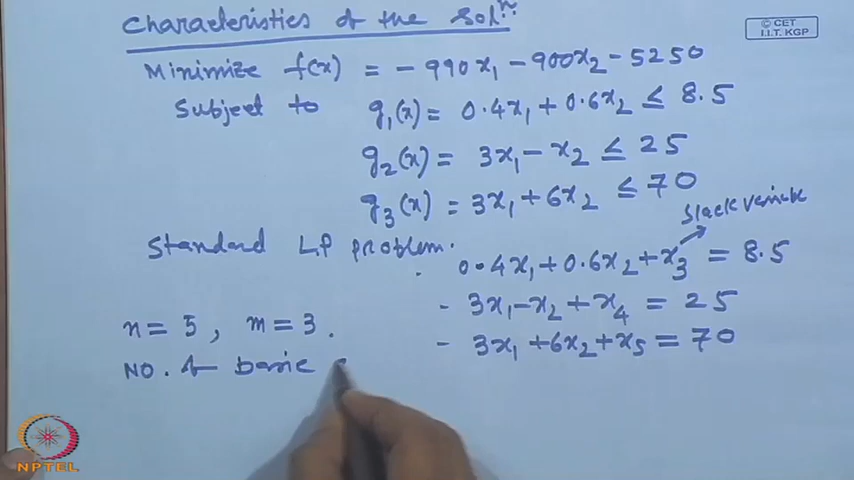 Characteristics of the Solⁿ.
© CET
I.I.T. KGP
Minimize f(x) = - 990x₁ - 900x₂ - 5250
Subject to g₁(x) = 0.4x₁ + 0.6x₂ ≤ 8.5
g₂(x) = 3x₁ - x₂ ≤ 25
g₃(x) = 3x₁ + 6x₂ ≤ 70
Slack variable
Standard LP problem.
0.4x₁ + 0.6x₂ + x₃ = 8.5
- 3x₁ - x₂ + x₄ = 25
n = 5, m = 3.
- 3x₁ + 6x₂ + x₅ = 70
NO. of basic
NPTEL